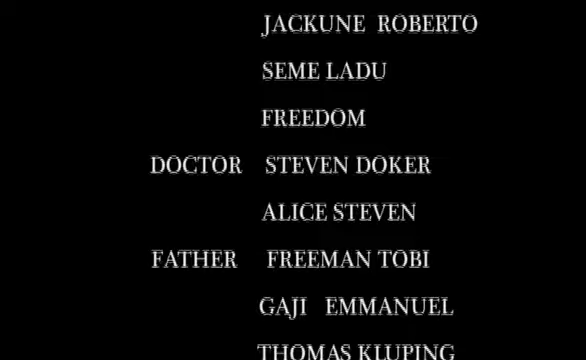 JACKUNE ROBERTO
SEME LADU
FREEDOM
DOCTOR STEVEN DOKER
ALICE STEVEN
FATHER FREEMAN TOBI
GAJI EMMANUEL
THOMAS KLUPING